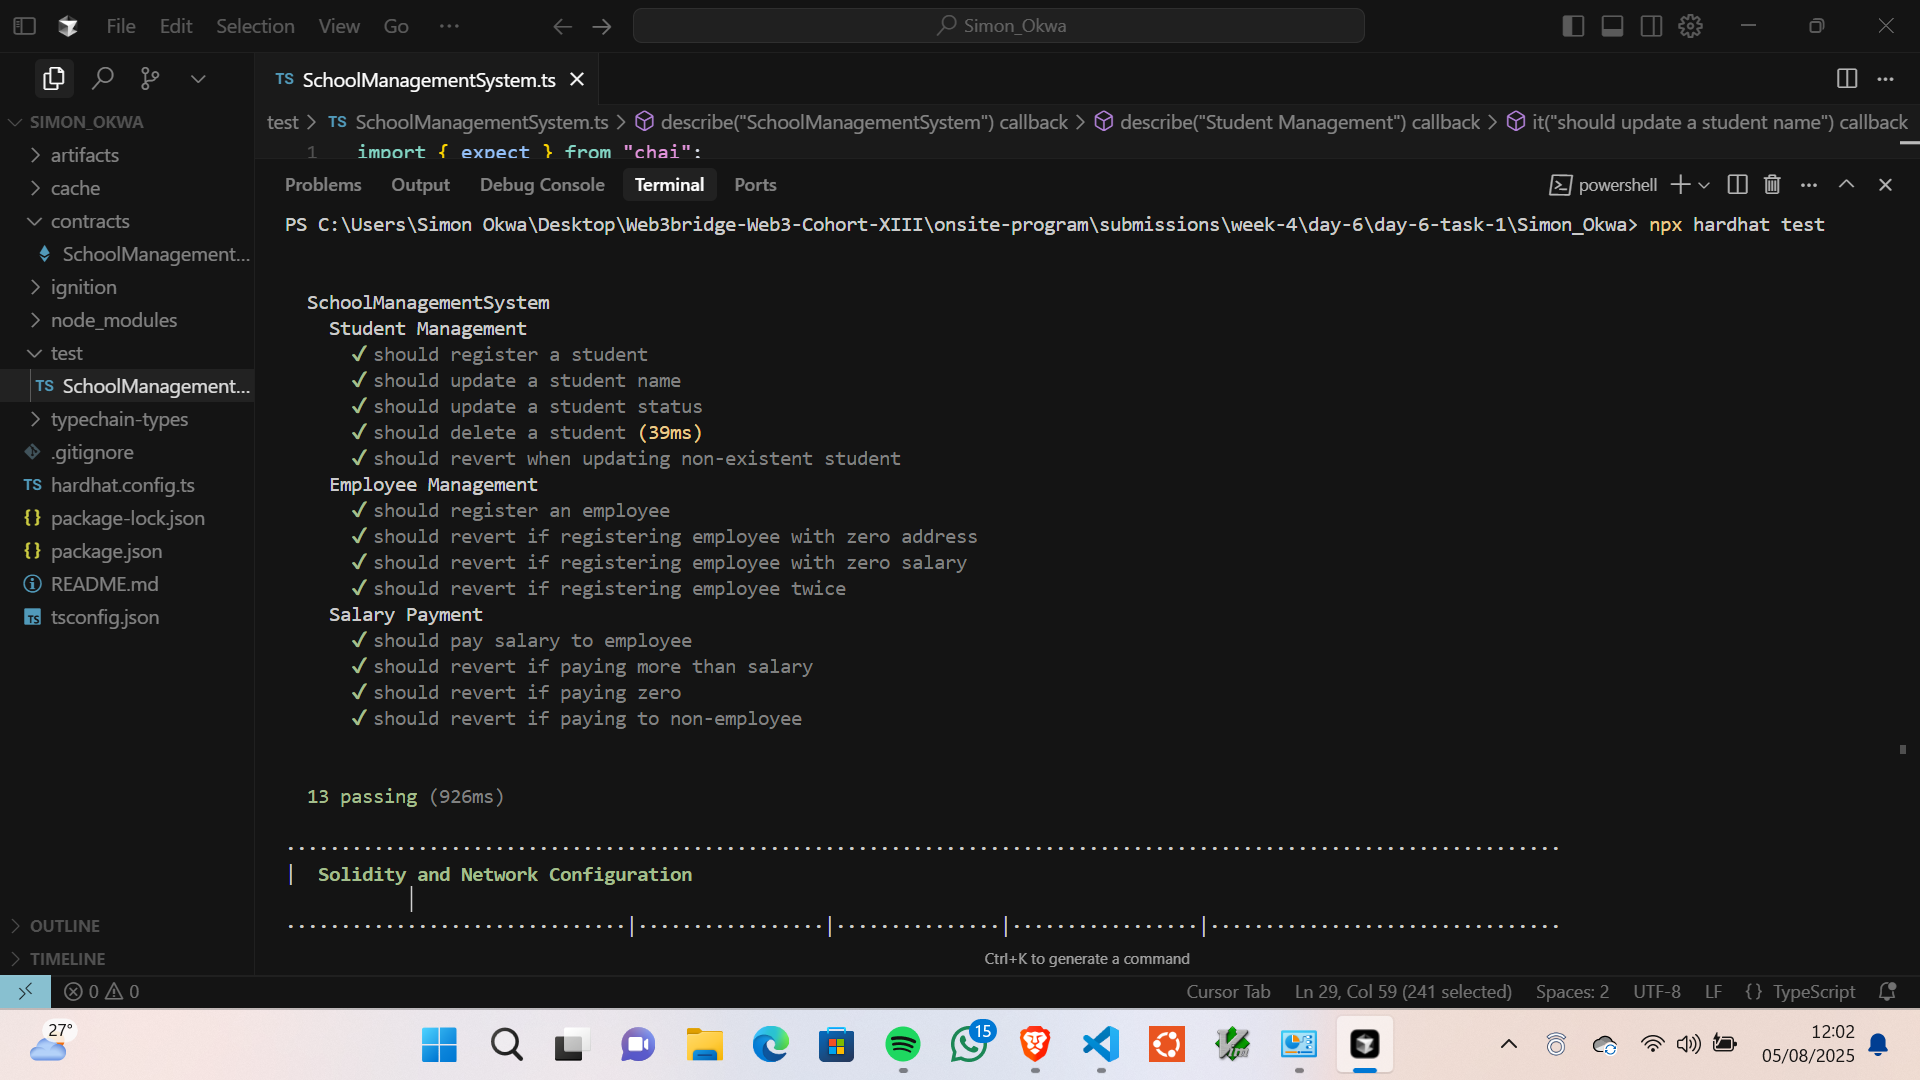 File Edit Selection View Go ... Simon_Okwa
TS SchoolManagementSystem.ts
SIMON_OKWA
test > TS SchoolManagementSystem.ts > describe("SchoolManagementSystem") callback > describe("Student Management") callback > it("should update a student name") callback
1 import { expect } from "chai";
artifacts
cache
contracts
SchoolManagement...
ignition
node_modules
test
TS SchoolManagement...
typechain-types
.gitignore
TS hardhat.config.ts
{} package-lock.json
{} package.json
README.md
TS tsconfig.json
OUTLINE
TIMELINE
Problems Output Debug Console Terminal Ports powershell
PS C:\Users\Simon Okwa\Desktop\Web3bridge-Web3-Cohort-XIII\onsite-program\submissions\week-4\day-6\day-6-task-1\Simon_Okwa> npx hardhat test
SchoolManagementSystem
Student Management
✓ should register a student
✓ should update a student name
✓ should update a student status
✓ should delete a student (39ms)
✓ should revert when updating non-existent student
Employee Management
✓ should register an employee
✓ should revert if registering employee with zero address
✓ should revert if registering employee with zero salary
✓ should revert if registering employee twice
Salary Payment
✓ should pay salary to employee
✓ should revert if paying more than salary
✓ should revert if paying zero
✓ should revert if paying to non-employee
13 passing (926ms)
| Solidity and Network Configuration
|
Ctrl+K to generate a command
0 0 Cursor Tab Ln 29, Col 59 (241 selected) Spaces: 2 UTF-8 LF {} TypeScript
27° 15 Vim 12:02
05/08/2025